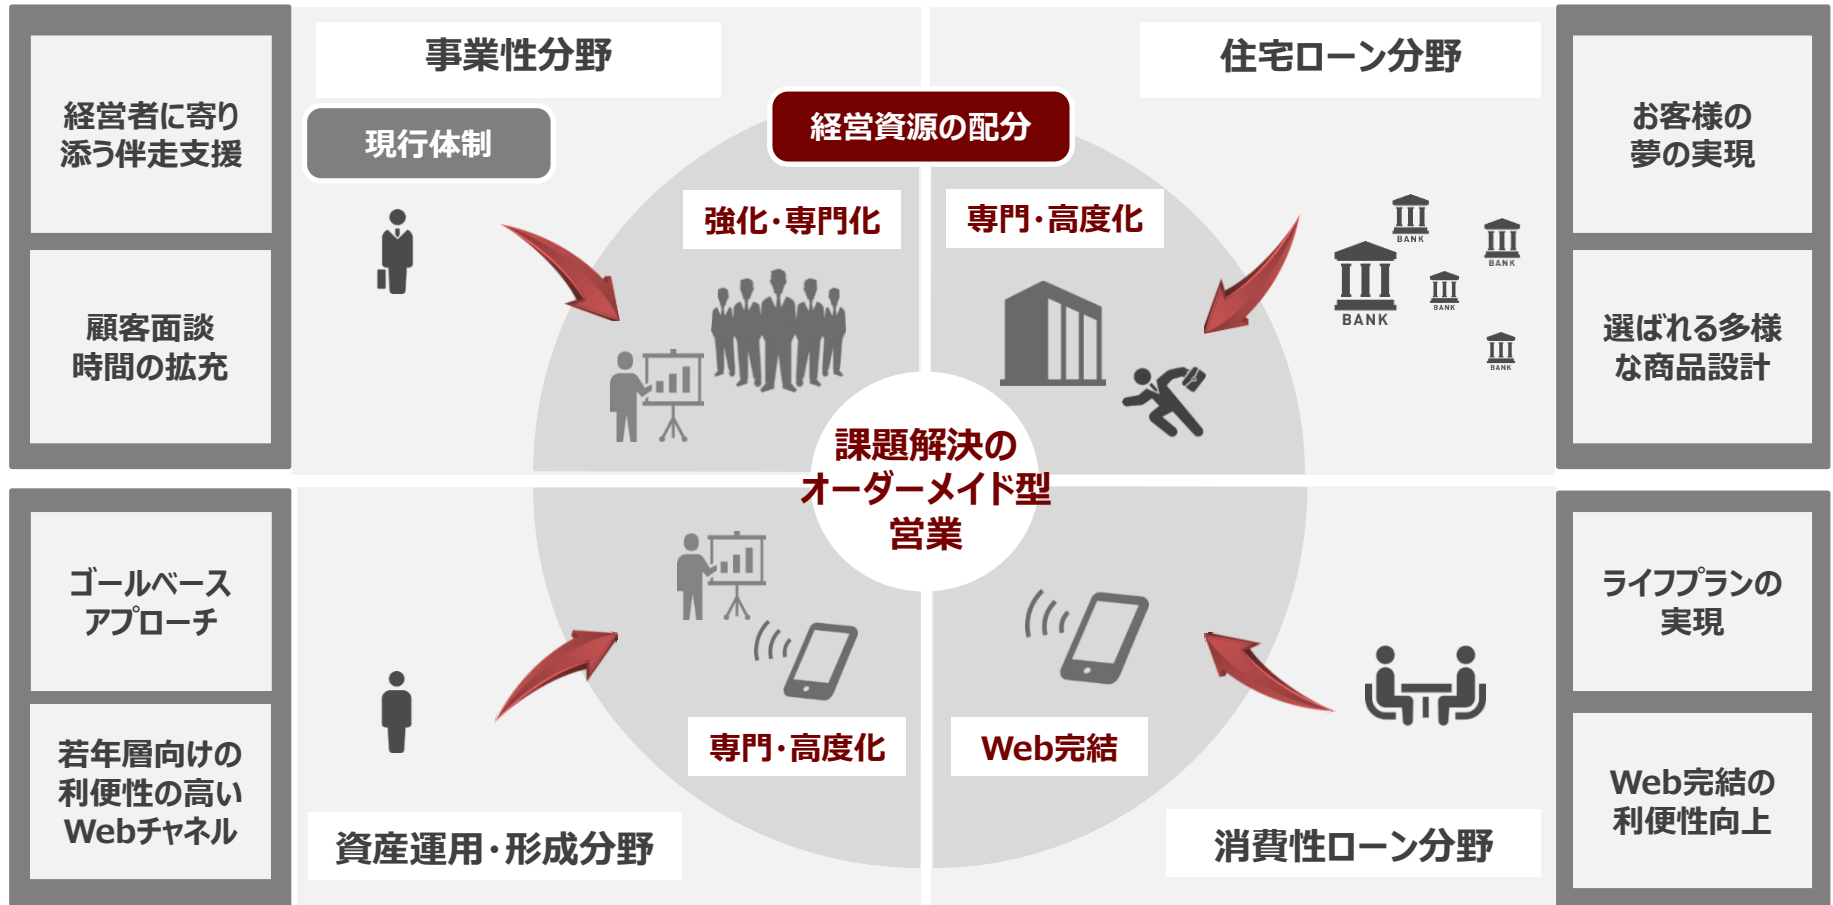 事業性分野
住宅ローン分野
経営者に寄り
添う伴走支援
現行体制
経営資源の配分
お客様の
夢の実現
強化・専門化
専門・高度化
BANK
BANK
BANK
BANK
BANK
顧客面談
時間の拡充
選ばれる多様
な商品設計
課題解決の
オーダーメイド型
営業
ゴールベース
アプローチ
ライフプランの
実現
若年層向けの
利便性の高い
Webチャネル
専門・高度化
Web完結
Web完結の
利便性向上
資産運用・形成分野
消費性ローン分野